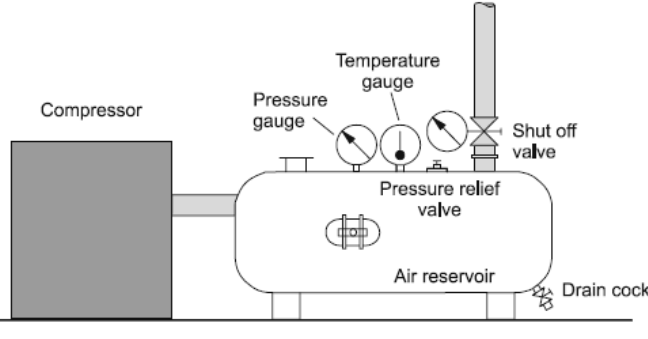 Temperature
gauge
Compressor
Pressure
gauge
Shut off
valve
Pressure relief
valve
Air reservoir
Drain cock